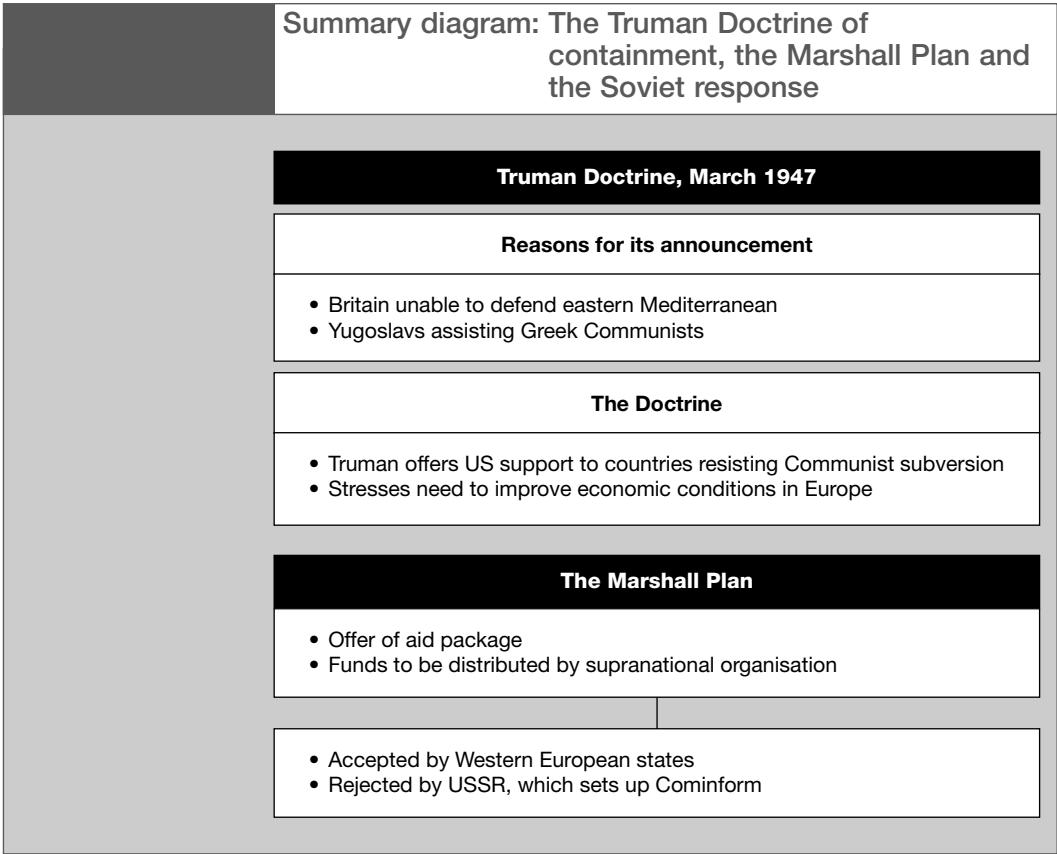 Summary diagram: The Truman Doctrine of
containment, the Marshall Plan and
the Soviet response
Truman Doctrine, March 1947
Reasons for its announcement
• Britain unable to defend eastern Mediterranean
• Yugoslavs assisting Greek Communists
The Doctrine
• Truman offers US support to countries resisting Communist subversion
• Stresses need to improve economic conditions in Europe
The Marshall Plan
• Offer of aid package
• Funds to be distributed by supranational organisation
• Accepted by Western European states
• Rejected by USSR, which sets up Cominform